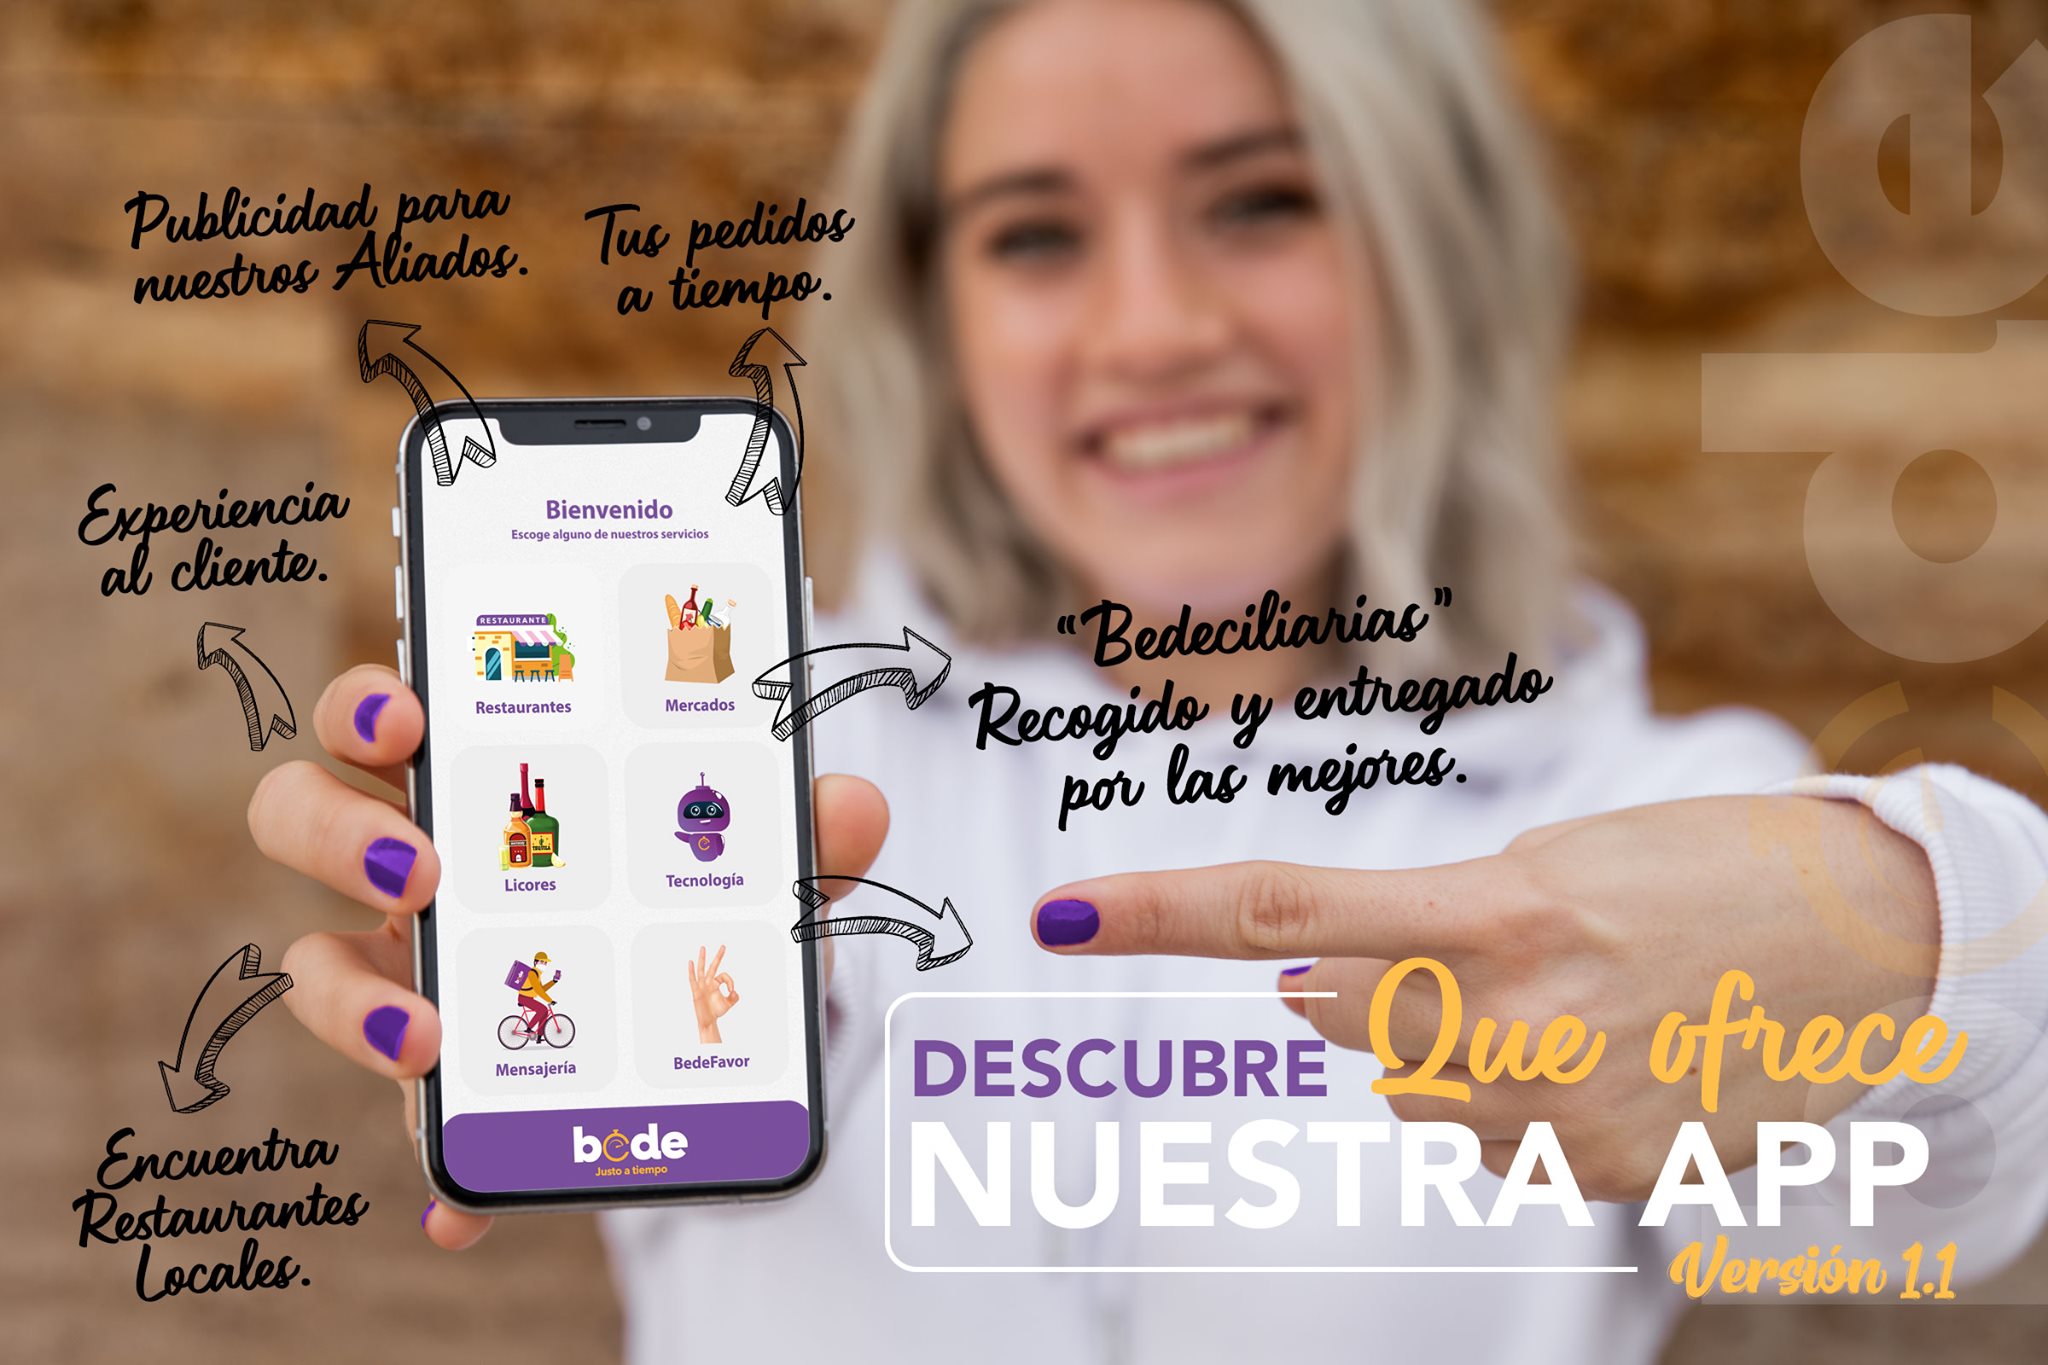 Publicidad para
nuestros Aliados.
Tus pedidos
a tiempo.
Experiencia
al cliente.
Bienvenido
Escoge alguno de nuestros servicios
RESTAURANTE
Restaurantes
Mercados
TEQUILA
Licores
Tecnología
Mensajería
BedeFavor
bede
Justo a tiempo
“Bedeciliarias”
Recogido y entregado
por las mejores.
Encuentra
Restaurantes
Locales.
DESCUBRE Que ofrece
NUESTRA APP
Versión 1.1
bede